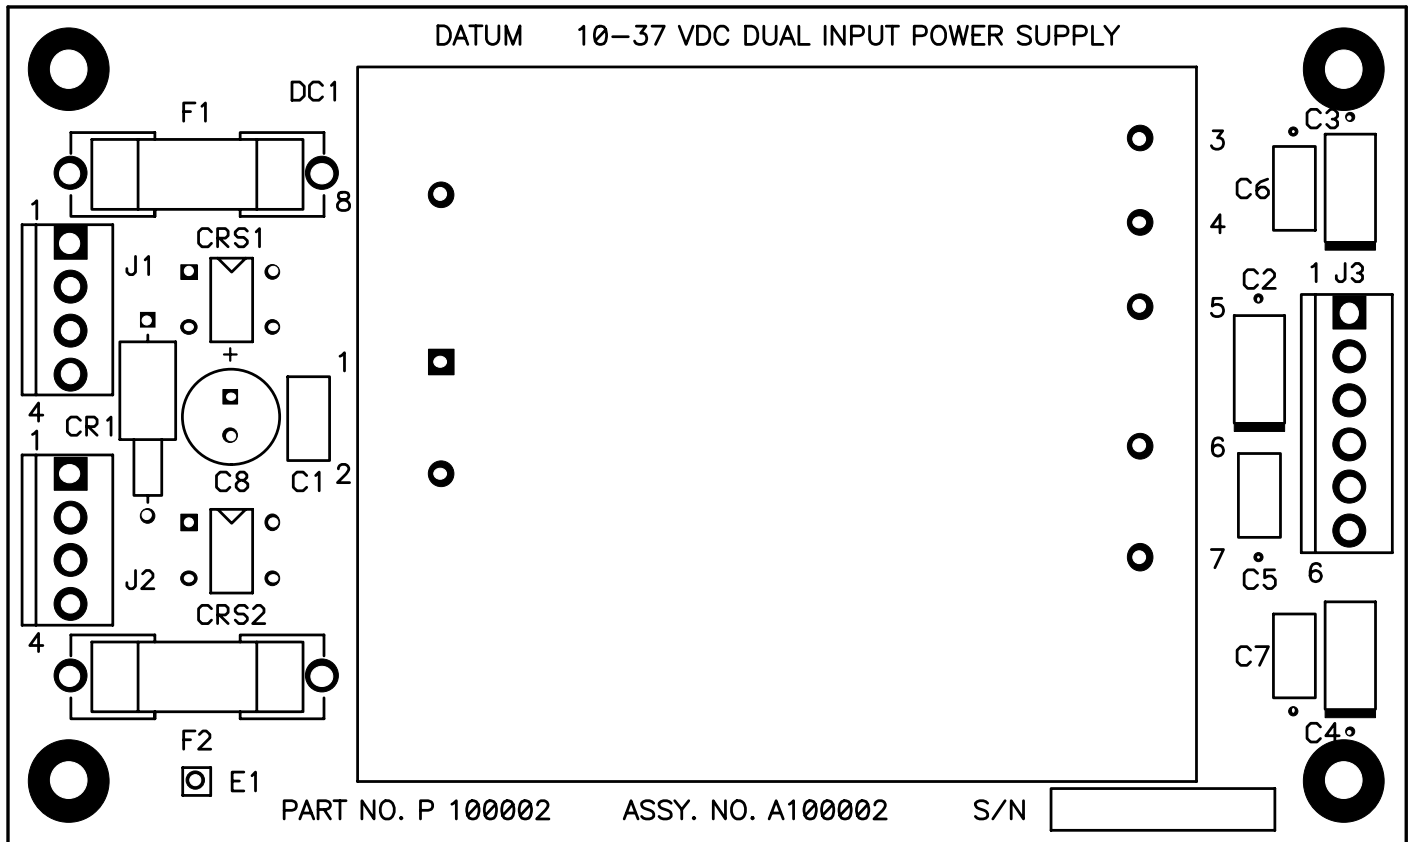 DATUM 10-37 VDC DUAL INPUT POWER SUPPLY
DC1
F1
C3
3
C6
8
1
4
CRS1
J1
1 J3
C2
5
+
1
4
CR1
1
6
C8
C1
2
7
J2
C5
6
CRS2
4
C7
F2
C4
E1
PART NO. P 100002 ASSY. NO. A100002 S/N